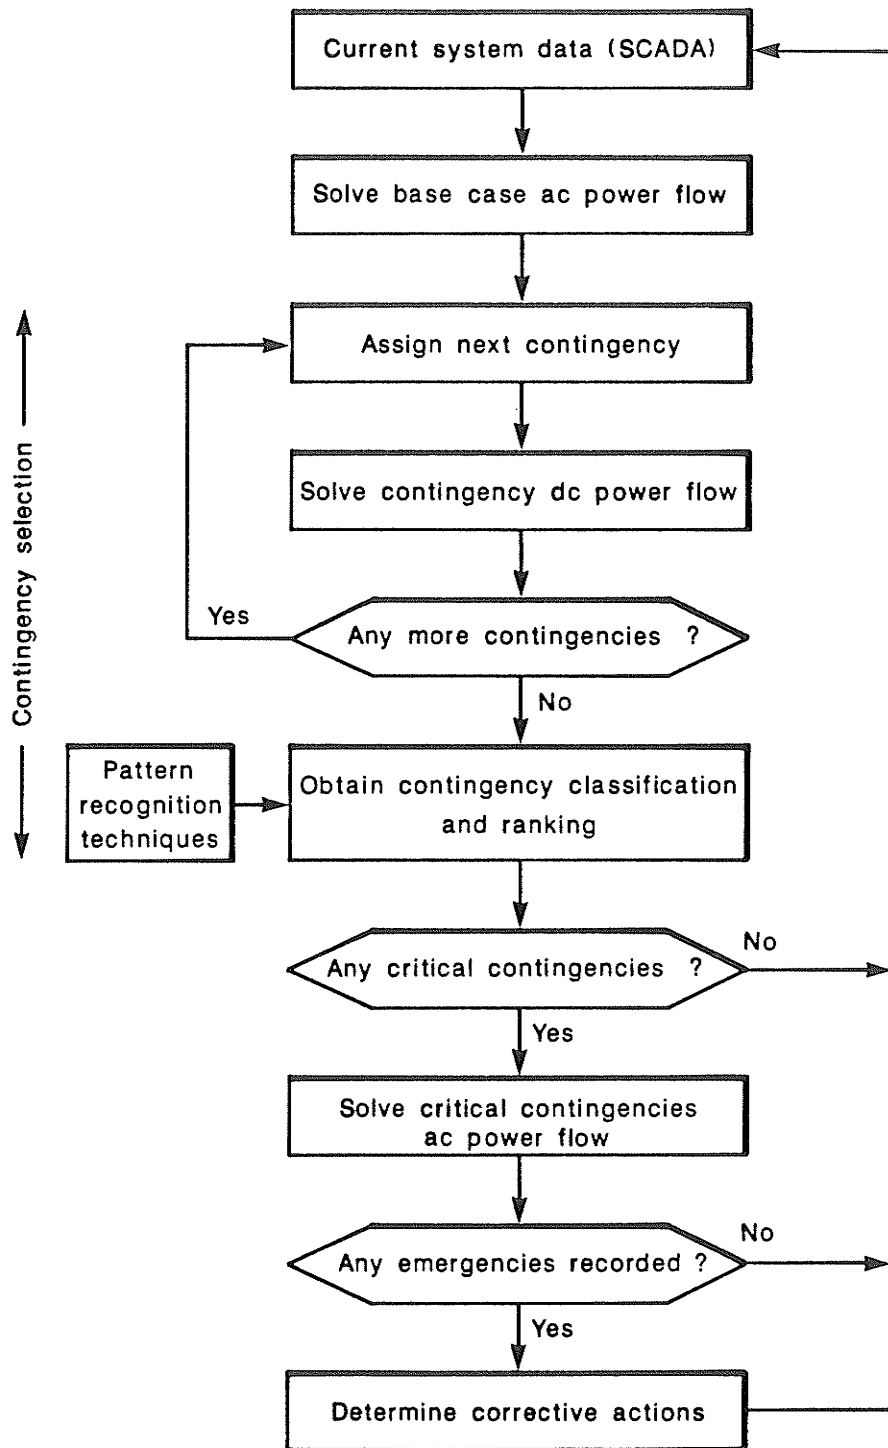 Current system data (SCADA)
Solve base case ac power flow
Assign next contingency
Solve contingency dc power flow
Contingency selection
Yes
Any more contingencies ?
No
Pattern
recognition
techniques
Obtain contingency classification
and ranking
Any critical contingencies ?
No
Yes
Solve critical contingencies
ac power flow
Any emergencies recorded ?
No
Yes
Determine corrective actions